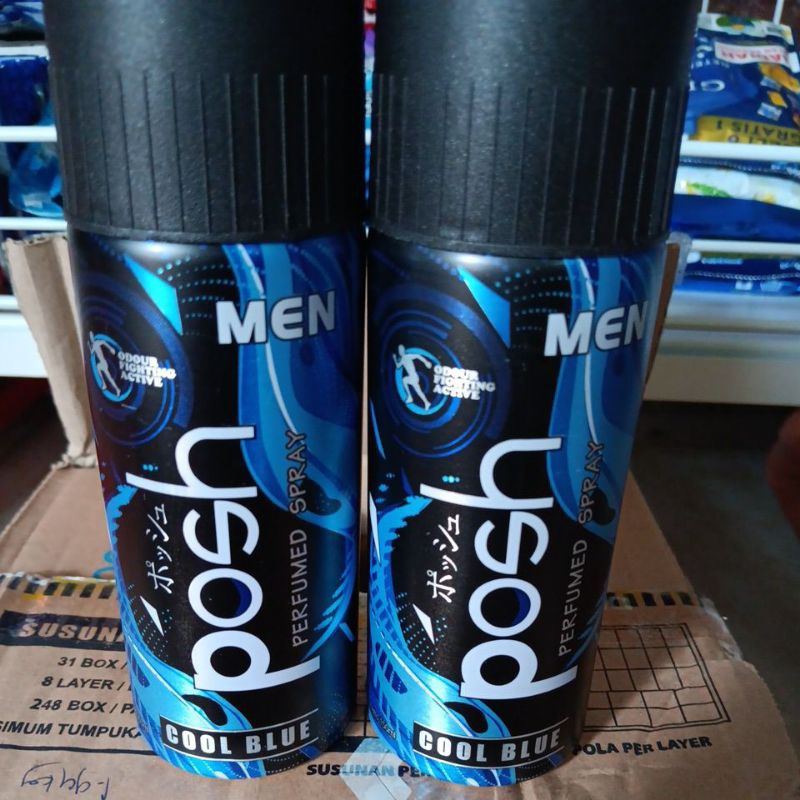 MEN
ODOUR
FIGHTING
ACTIVE
ポッシュ
posh
PERFUMED SPRAY
COOL BLUE
MEN
ODOUR
FIGHTING
ACTIVE
ポッシュ
posh
PERFUMED SPRAY
COOL BLUE
GRATIS 1
SUSUNAN
31 BOX /
8 LAYER /
248 BOX / P
SIMUM TUMPUKA
POLA PER LAYER
SUSUNAN PE